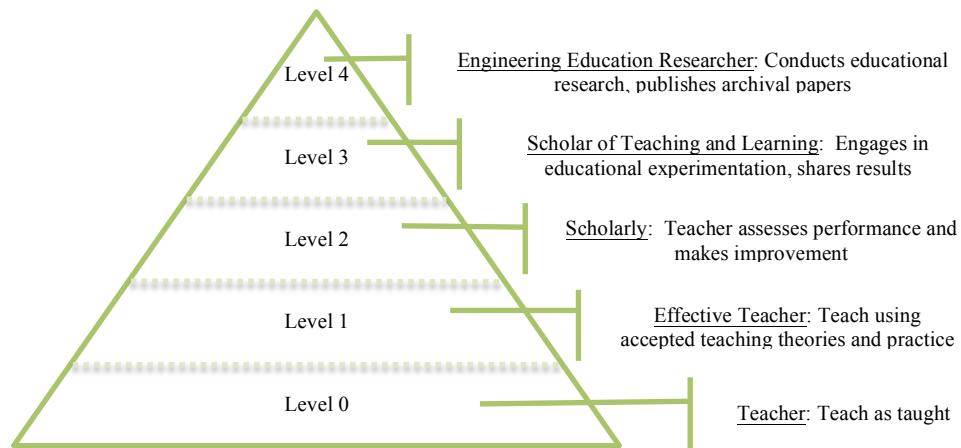 Level 4
Engineering Education Researcher: Conducts educational
research, publishes archival papers
Level 3
Scholar of Teaching and Learning: Engages in
educational experimentation, shares results
Level 2
Scholarly: Teacher assesses performance and
makes improvement
Level 1
Effective Teacher: Teach using
accepted teaching theories and practice
Level 0
Teacher: Teach as taught